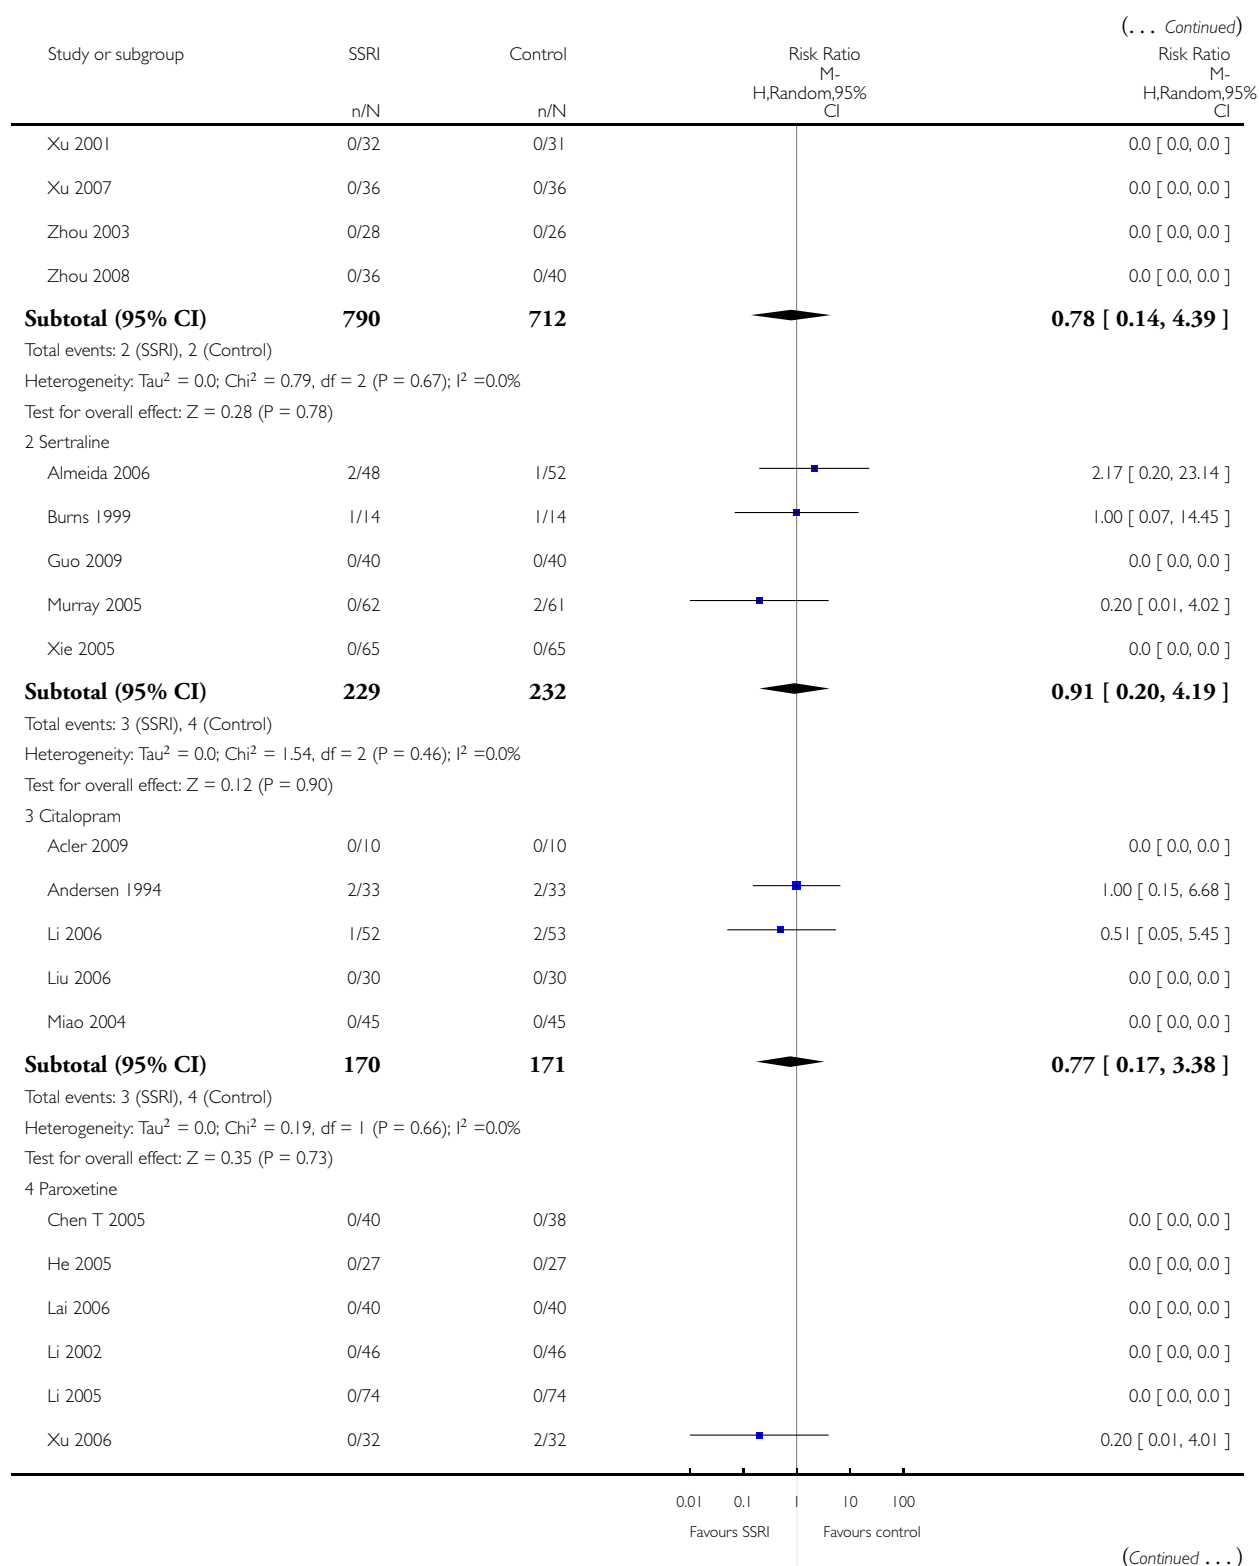 (... Continued)
Study or subgroup SSRI Control Risk Ratio Risk Ratio
M- M-
H,Random,95% H,Random,95%
n/N n/N CI CI
Xu 2001 0/32 0/31 0.0 [ 0.0, 0.0 ]
Xu 2007 0/36 0/36 0.0 [ 0.0, 0.0 ]
Zhou 2003 0/28 0/26 0.0 [ 0.0, 0.0 ]
Zhou 2008 0/36 0/40 0.0 [ 0.0, 0.0 ]
Subtotal (95% CI) 790 712 0.78 [ 0.14, 4.39 ]
Total events: 2 (SSRI), 2 (Control)
Heterogeneity: Tau² = 0.0; Chi² = 0.79, df = 2 (P = 0.67); I² =0.0%
Test for overall effect: Z = 0.28 (P = 0.78)
2 Sertraline
Almeida 2006 2/48 1/52 2.17 [ 0.20, 23.14 ]
Burns 1999 1/14 1/14 1.00 [ 0.07, 14.45 ]
Guo 2009 0/40 0/40 0.0 [ 0.0, 0.0 ]
Murray 2005 0/62 2/61 0.20 [ 0.01, 4.02 ]
Xie 2005 0/65 0/65 0.0 [ 0.0, 0.0 ]
Subtotal (95% CI) 229 232 0.91 [ 0.20, 4.19 ]
Total events: 3 (SSRI), 4 (Control)
Heterogeneity: Tau² = 0.0; Chi² = 1.54, df = 2 (P = 0.46); I² =0.0%
Test for overall effect: Z = 0.12 (P = 0.90)
3 Citalopram
Acler 2009 0/10 0/10 0.0 [ 0.0, 0.0 ]
Andersen 1994 2/33 2/33 1.00 [ 0.15, 6.68 ]
Li 2006 1/52 2/53 0.51 [ 0.05, 5.45 ]
Liu 2006 0/30 0/30 0.0 [ 0.0, 0.0 ]
Miao 2004 0/45 0/45 0.0 [ 0.0, 0.0 ]
Subtotal (95% CI) 170 171 0.77 [ 0.17, 3.38 ]
Total events: 3 (SSRI), 4 (Control)
Heterogeneity: Tau² = 0.0; Chi² = 0.19, df = 1 (P = 0.66); I² =0.0%
Test for overall effect: Z = 0.35 (P = 0.73)
4 Paroxetine
Chen T 2005 0/40 0/38 0.0 [ 0.0, 0.0 ]
He 2005 0/27 0/27 0.0 [ 0.0, 0.0 ]
Lai 2006 0/40 0/40 0.0 [ 0.0, 0.0 ]
Li 2002 0/46 0/46 0.0 [ 0.0, 0.0 ]
Li 2005 0/74 0/74 0.0 [ 0.0, 0.0 ]
Xu 2006 0/32 2/32 0.20 [ 0.01, 4.01 ]
0.01 0.1 1 10 100
Favours SSRI Favours control
(Continued ...)